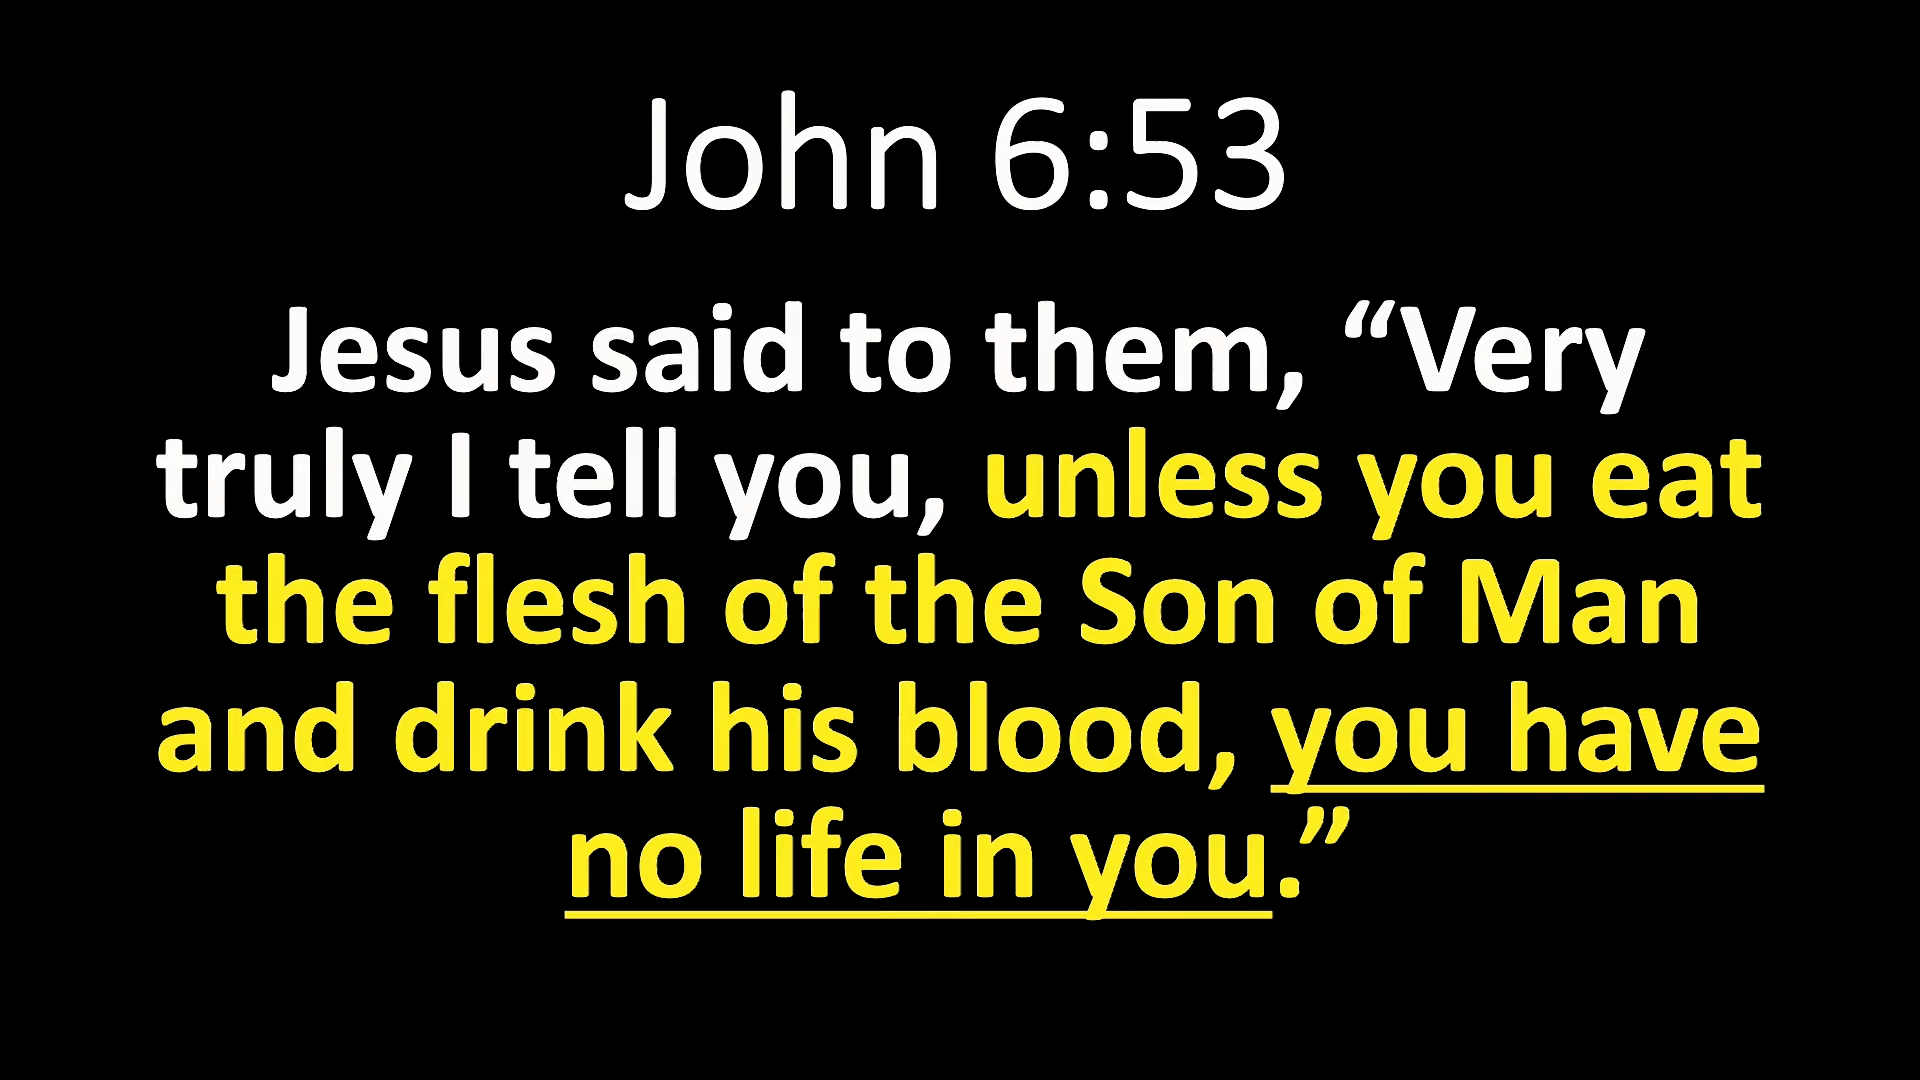 John 6:53
Jesus said to them, “Very
truly I tell you, unless you eat
the flesh of the Son of Man
and drink his blood, you have
no life in you.”